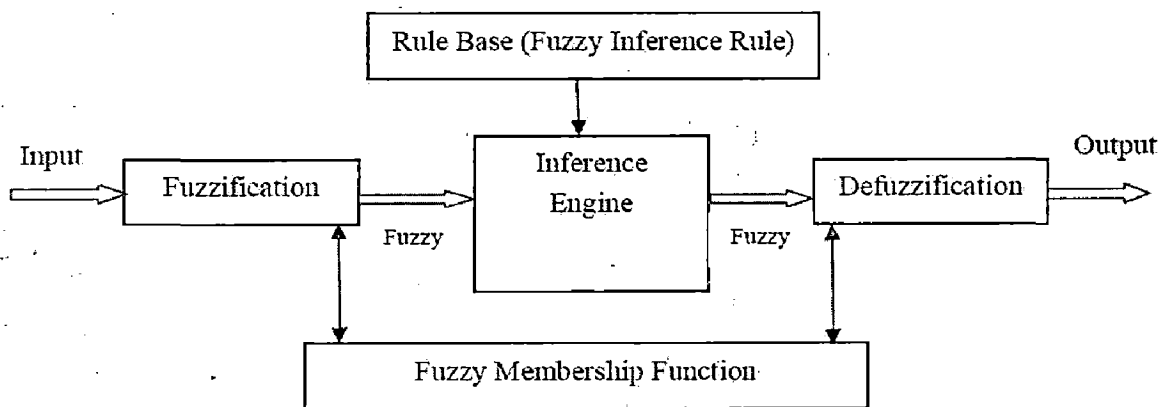 Rule Base (Fuzzy Inference Rule)
Input
Fuzzification
Fuzzy
Inference
Engine
Fuzzy
Defuzzification
Output
Fuzzy Membership Function